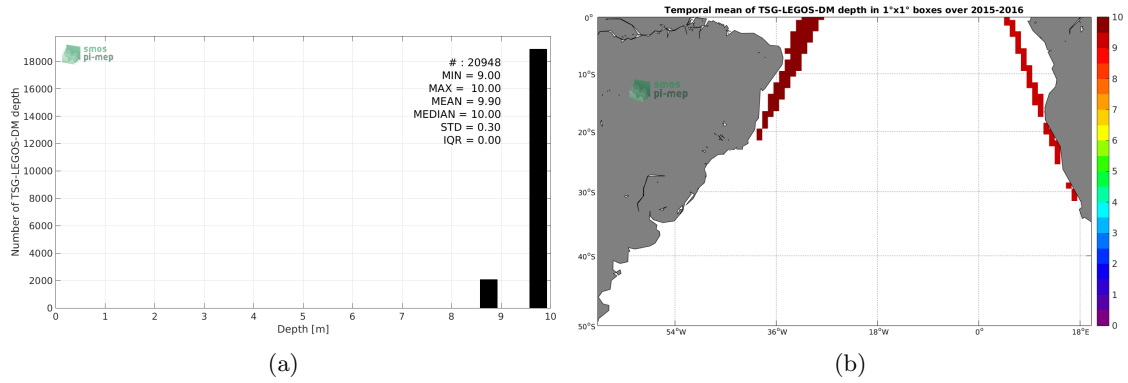 smos
pi-mep
# : 20948
MIN = 9.00
MAX = 10.00
MEAN = 9.90
MEDIAN = 10.00
STD = 0.30
IQR = 0.00
Number of TSG-LEGOS-DM depth
18000
16000
14000
12000
10000
8000
6000
4000
2000
0
0 1 2 3 4 5 6 7 8 9 10
Depth [m]
(a)
Temporal mean of TSG-LEGOS-DM depth in 1°x1° boxes over 2015-2016
smos
pi-mep
0°
10°S
20°S
30°S
40°S
50°S
54°W 36°W 18°W 0° 18°E
10
9
8
7
6
5
4
3
2
1
0
(b)